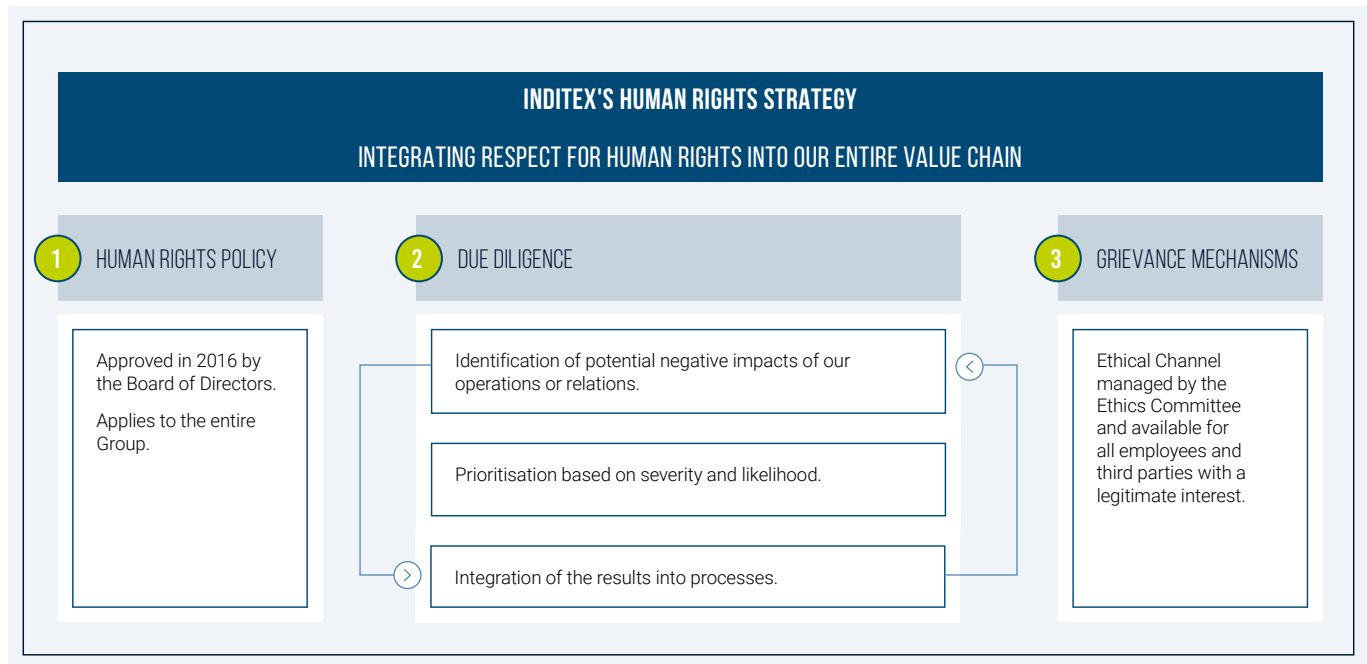 INDITEX'S HUMAN RIGHTS STRATEGY
INTEGRATING RESPECT FOR HUMAN RIGHTS INTO OUR ENTIRE VALUE CHAIN
1 HUMAN RIGHTS POLICY
Approved in 2016 by
the Board of Directors.
Applies to the entire
Group.
2 DUE DILIGENCE
Identification of potential negative impacts of our
operations or relations.
Prioritisation based on severity and likelihood.
Integration of the results into processes.
3 GRIEVANCE MECHANISMS
Ethical Channel
managed by the
Ethics Committee
and available for
all employees and
third parties with a
legitimate interest.